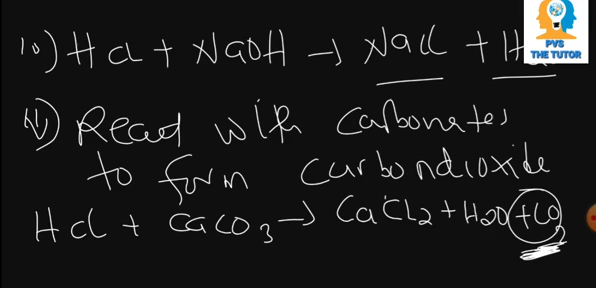 PVS
THE TUTOR
10) HCl + NaOH → NaCl +
11) React with carbonates
to form carbondioxide
HCl + CaCO3 → CaCl2 + H2O + CO2